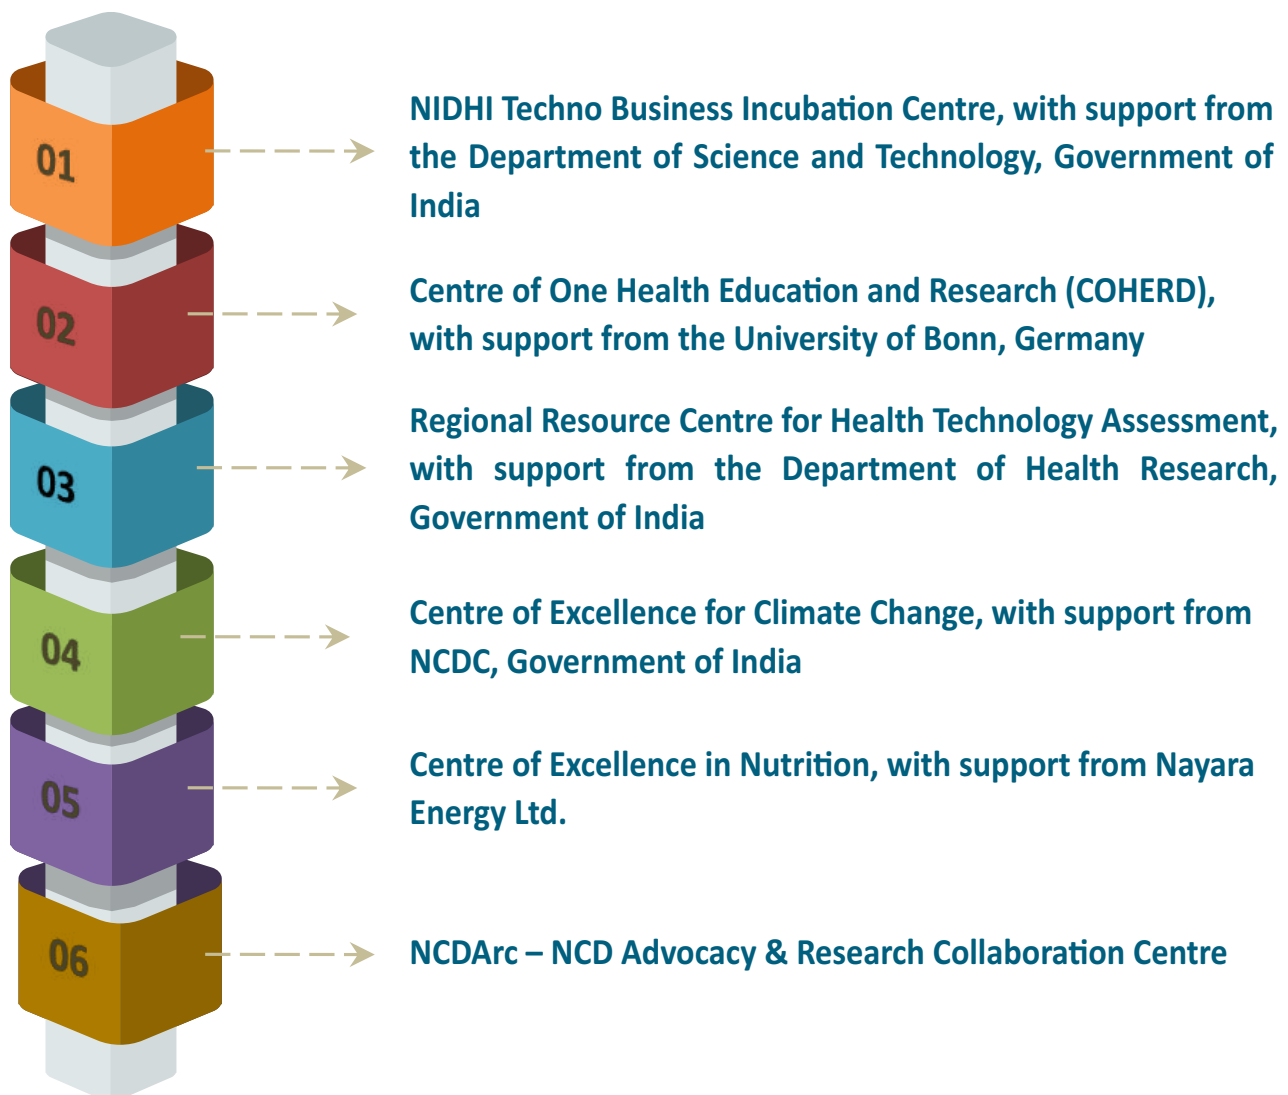 01
NIDHI Techno Business Incubation Centre, with support from
the Department of Science and Technology, Government of
India
02
Centre of One Health Education and Research (COHERD),
with support from the University of Bonn, Germany
03
Regional Resource Centre for Health Technology Assessment,
with support from the Department of Health Research,
Government of India
04
Centre of Excellence for Climate Change, with support from
NCDC, Government of India
05
Centre of Excellence in Nutrition, with support from Nayara
Energy Ltd.
06
NCDArc – NCD Advocacy & Research Collaboration Centre